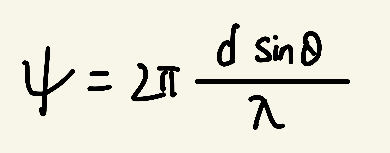 ψ = 2π d sinθ / λ